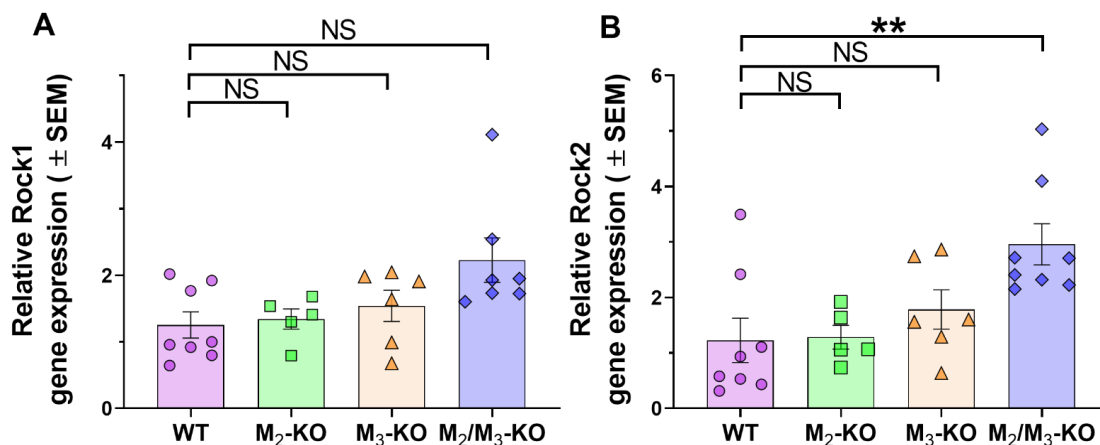 A
Relative Rock1
gene expression ( ± SEM)
NS
NS
NS
4
2
0
WT
M₂-KO
M₃-KO
M₂/M₃-KO
B
Relative Rock2
gene expression ( ± SEM)
**
NS
NS
6
4
2
0
WT
M₂-KO
M₃-KO
M₂/M₃-KO